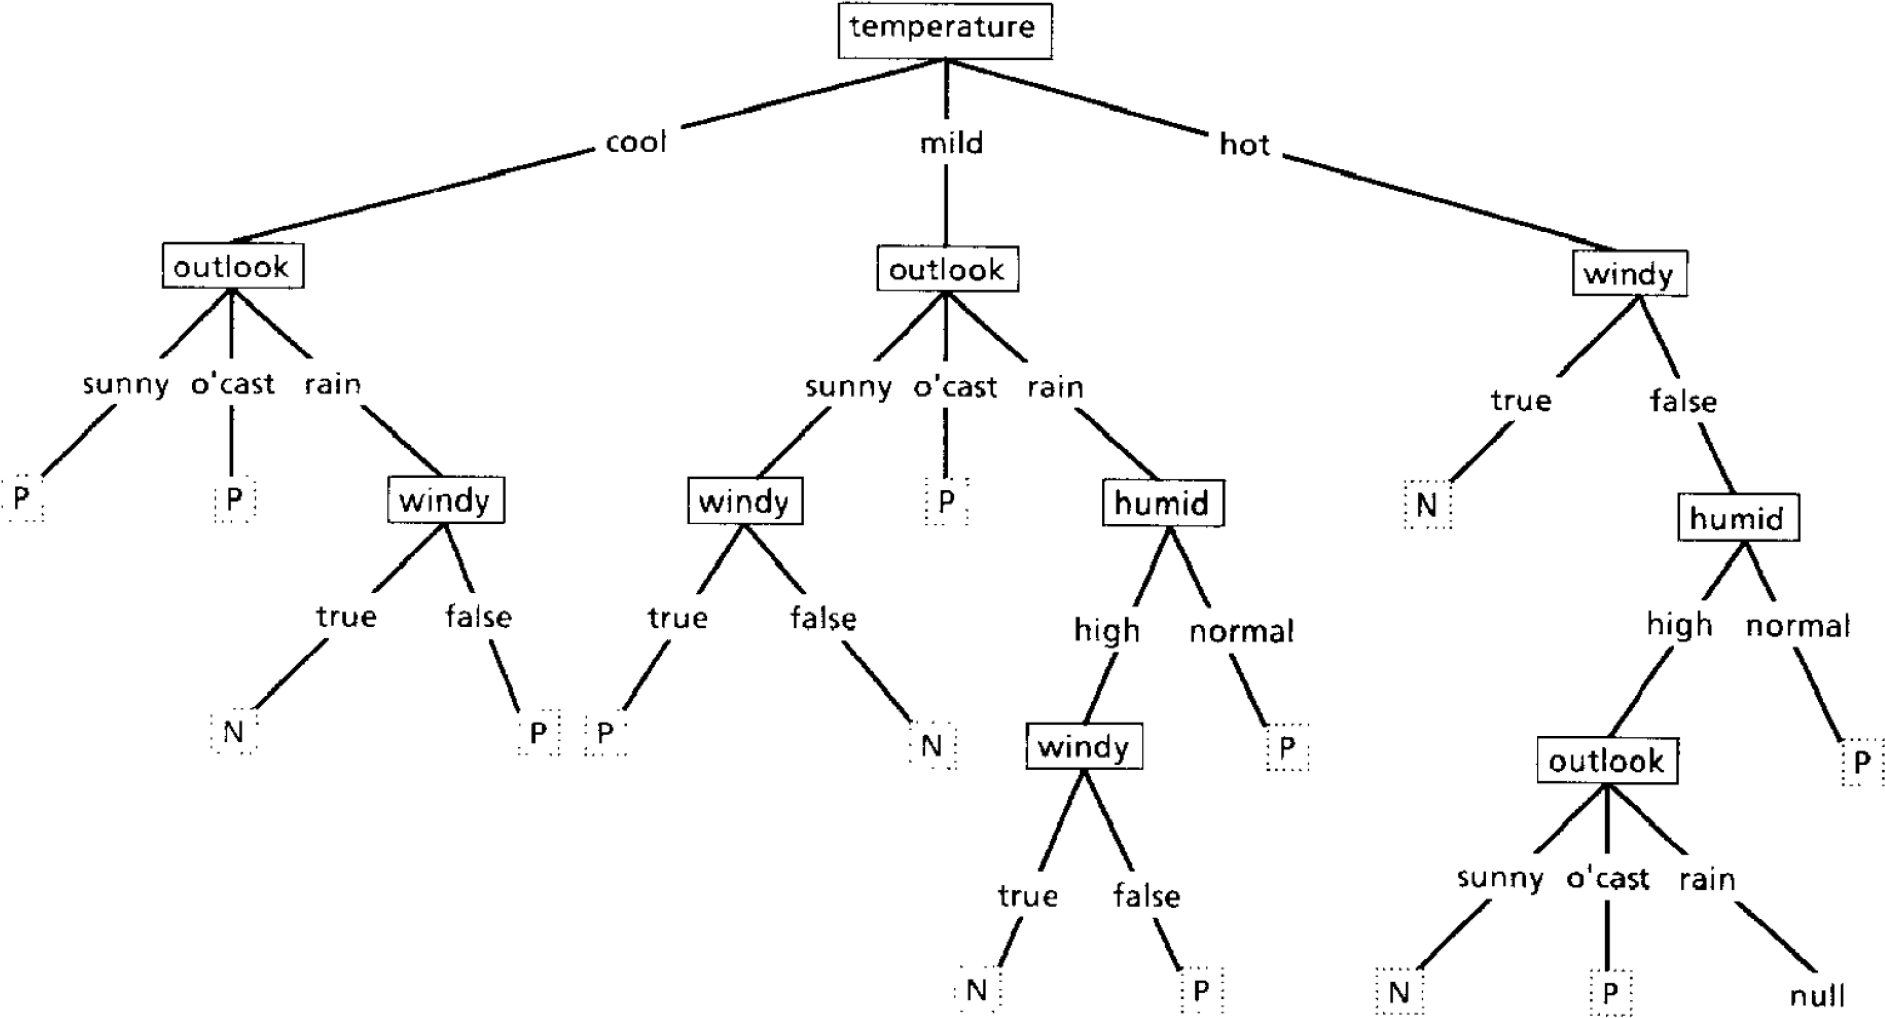 temperature
cool mild hot
outlook outlook windy
sunny o'cast rain sunny o'cast rain true false
P P windy windy P humid N humid
true false true false high normal high normal
N P P N windy P outlook P
true false sunny o'cast rain
N P N P null